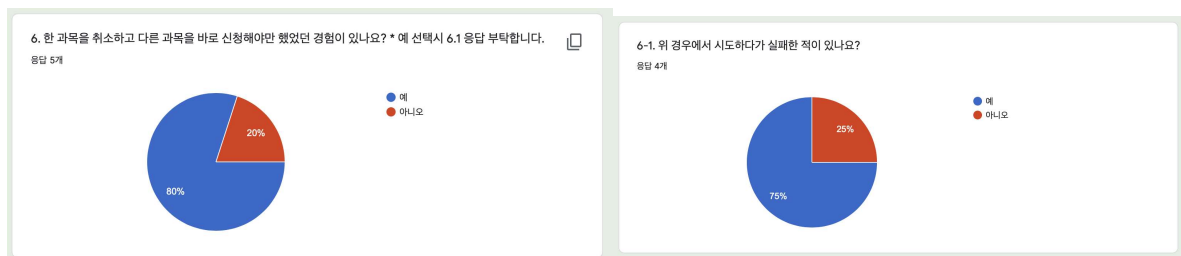 6. 한 과목을 취소하고 다른 과목을 바로 신청해야만 했었던 경험이 있나요? * 예 선택시 6.1 응답 부탁합니다.
응답 5개
예
아니오
20%
80%
6-1. 위 경우에서 시도하다가 실패한 적이 있나요?
응답 4개
예
아니오
25%
75%